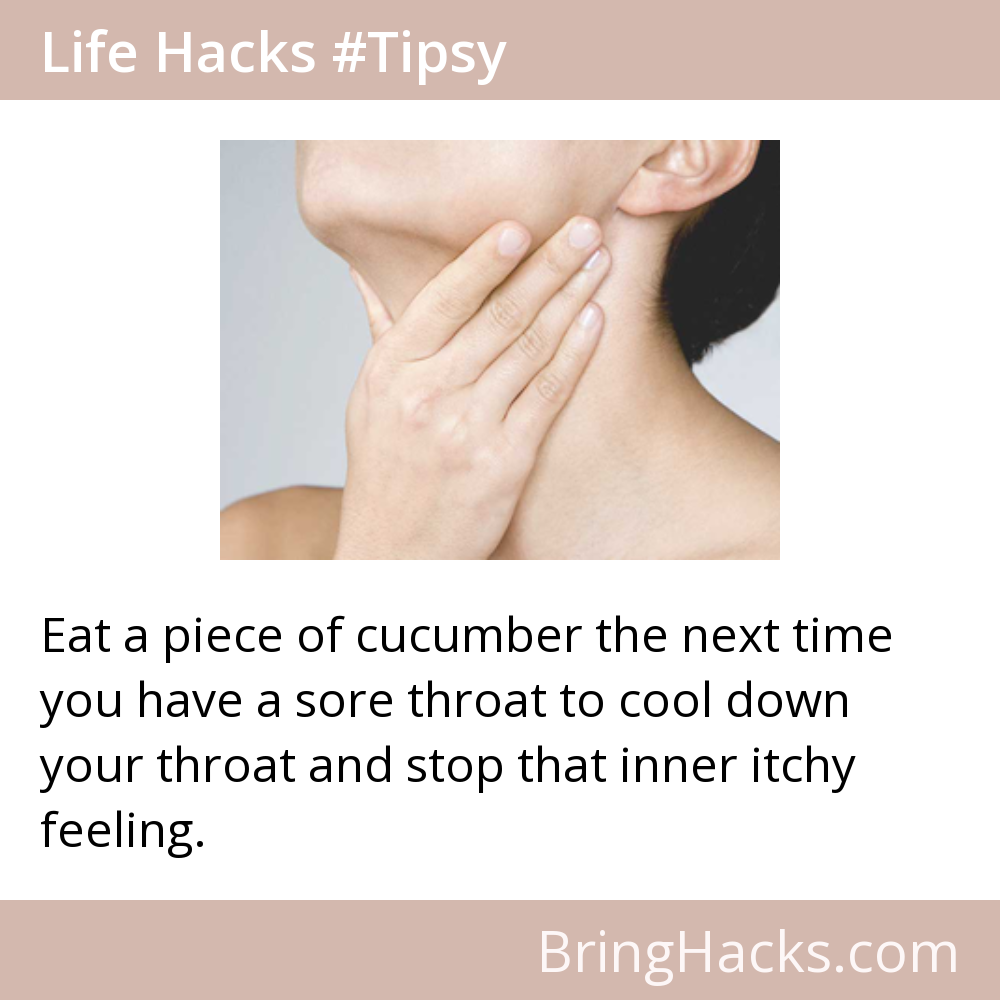 Life Hacks #Tipsy
Eat a piece of cucumber the next time
you have a sore throat to cool down
your throat and stop that inner itchy
feeling.
BringHacks.com